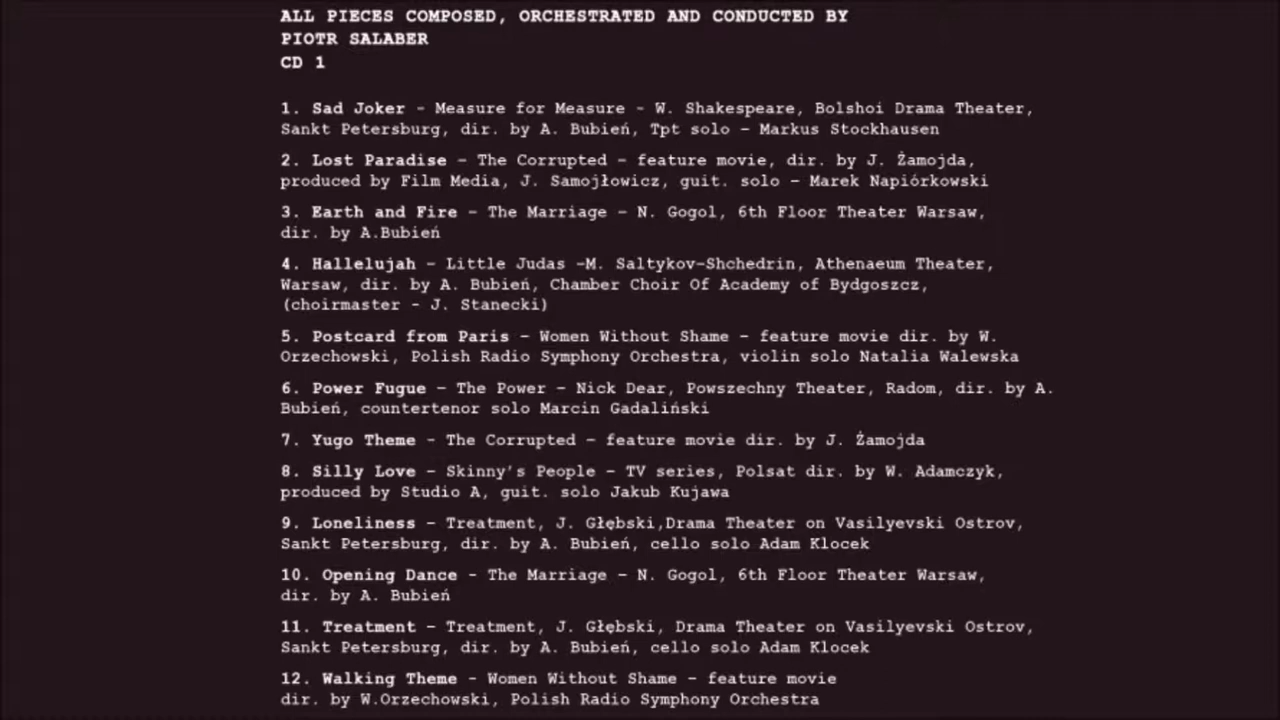 ALL PIECES COMPOSED, ORCHESTRATED AND CONDUCTED BY
PIOTR SALABER
CD 1
1. Sad Joker - Measure for Measure - W. Shakespeare, Bolshoi Drama Theater,
Sankt Petersburg, dir. by A. Bubień, Tpt solo – Markus Stockhausen
2. Lost Paradise – The Corrupted – feature movie, dir. by J. Żamojda,
produced by Film Media, J. Samojłowicz, guit. solo – Marek Napiórkowski
3. Earth and Fire – The Marriage – N. Gogol, 6th Floor Theater Warsaw,
dir. by A.Bubień
4. Hallelujah – Little Judas –M. Saltykov-Shchedrin, Athenaeum Theater,
Warsaw, dir. by A. Bubień, Chamber Choir Of Academy of Bydgoszcz,
(choirmaster - J. Stanecki)
5. Postcard from Paris – Women Without Shame – feature movie dir. by W.
Orzechowski, Polish Radio Symphony Orchestra, violin solo Natalia Walewska
6. Power Fugue – The Power – Nick Dear, Powszechny Theater, Radom, dir. by A.
Bubień, countertenor solo Marcin Gadaliński
7. Yugo Theme - The Corrupted – feature movie dir. by J. Żamojda
8. Silly Love – Skinny's People – TV series, Polsat dir. by W. Adamczyk,
produced by Studio A, guit. solo Jakub Kujawa
9. Loneliness – Treatment, J. Głębski,Drama Theater on Vasilyevski Ostrov,
Sankt Petersburg, dir. by A. Bubień, cello solo Adam Klocek
10. Opening Dance - The Marriage – N. Gogol, 6th Floor Theater Warsaw,
dir. by A. Bubień
11. Treatment – Treatment, J. Głębski, Drama Theater on Vasilyevski Ostrov,
Sankt Petersburg, dir. by A. Bubień, cello solo Adam Klocek
12. Walking Theme - Women Without Shame – feature movie
dir. by W.Orzechowski, Polish Radio Symphony Orchestra